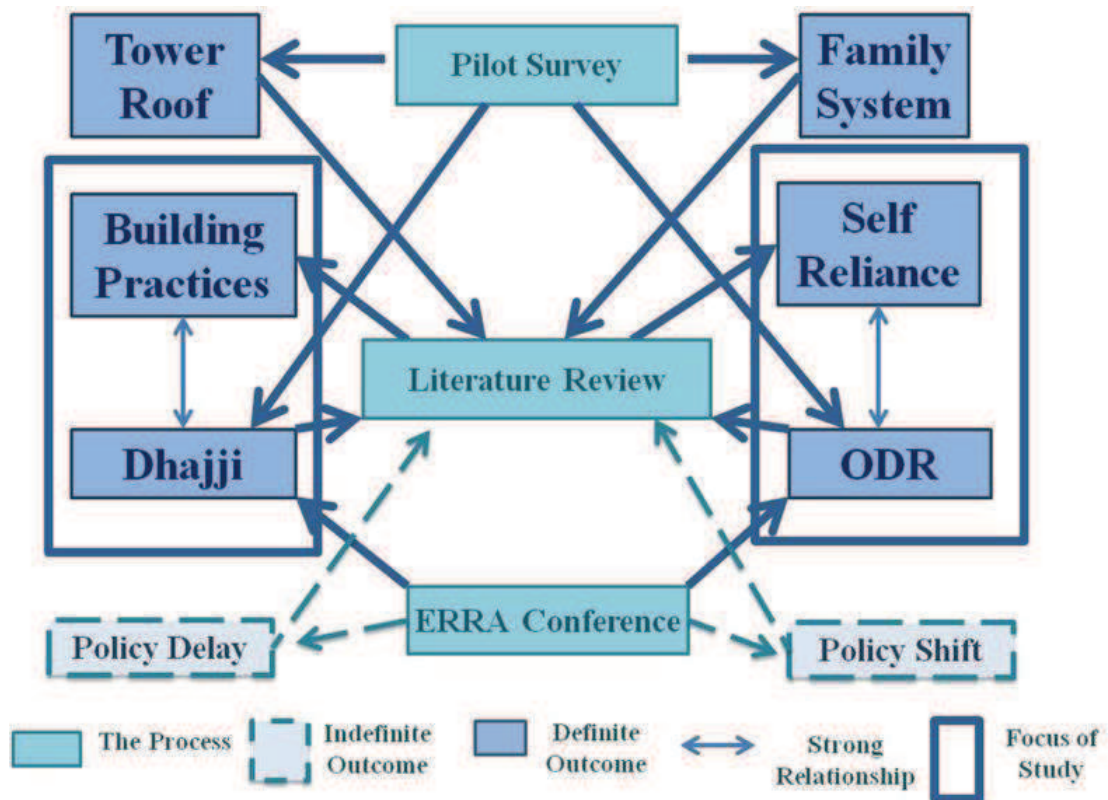 Tower
Roof
Pilot Survey
Family
System
Building
Practices
Self
Reliance
Literature Review
Dhajji
ODR
ERRA Conference
Policy Delay
Policy Shift
The Process
Indefinite
Outcome
Definite
Outcome
Strong
Relationship
Focus of
Study